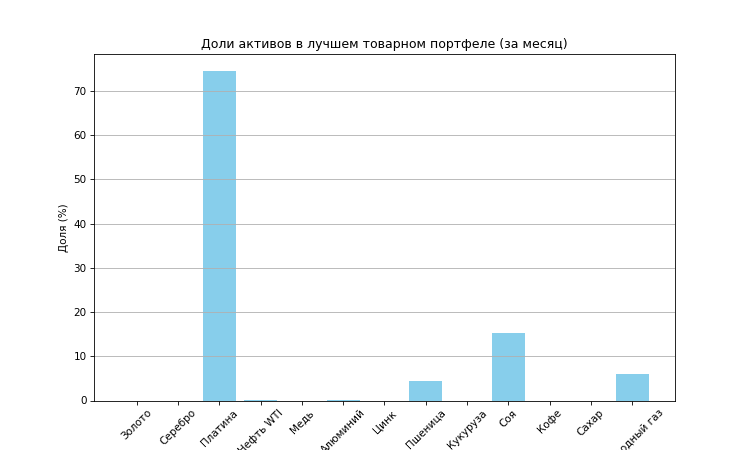 Доли активов в лучшем товарном портфеле (за месяц)
Доля (%)
70
60
50
40
30
20
10
0
Золото
Серебро
Платина
Нефть WTI
Медь
Алюминий
Цинк
Пшеница
Кукуруза
Соя
Кофе
Сахар
газ